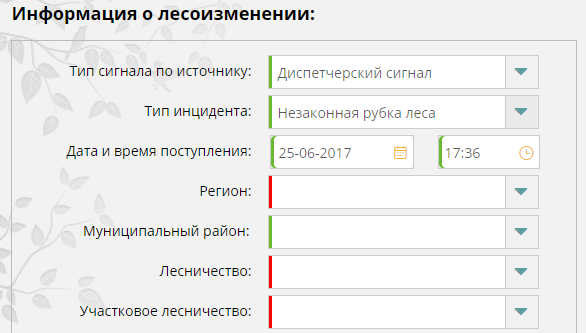 Информация о лесоизменении:
Тип сигнала по источнику: Диспетчерский сигнал
Тип инцидента: Незаконная рубка леса
Дата и время поступления: 25-06-2017 17:36
Регион:
Муниципальный район:
Лесничество:
Участковое лесничество: